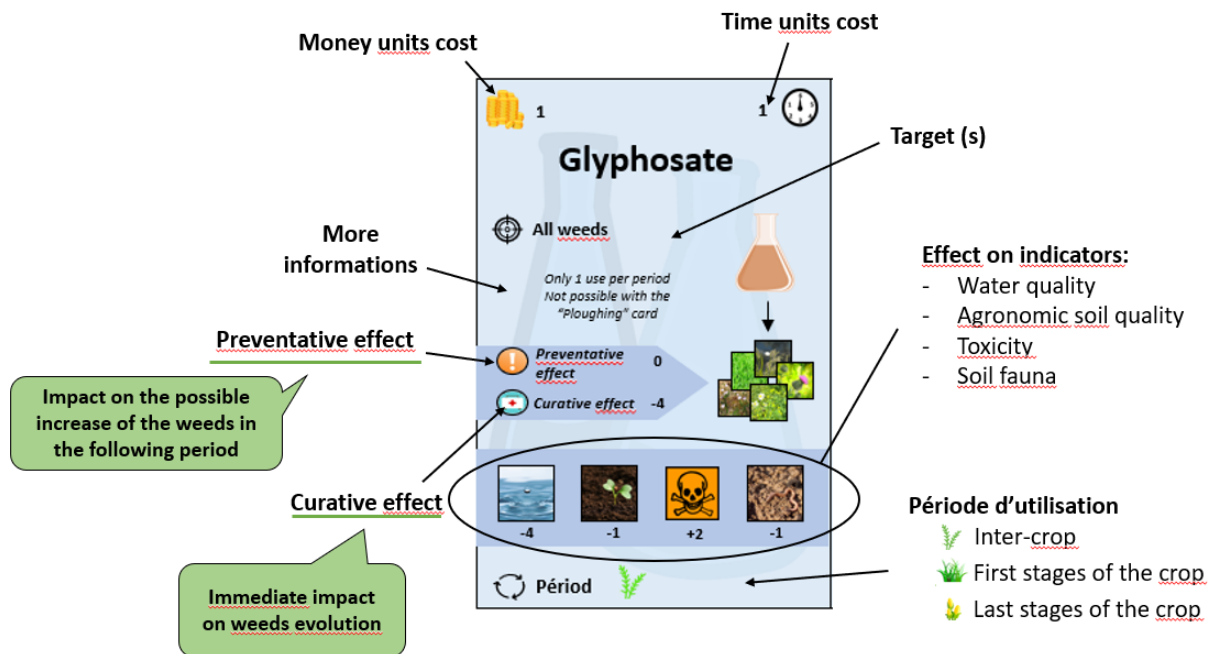 Money units cost
Time units cost
1
1
Glyphosate
Target (s)
All weeds
More
informations
Only 1 use per period
Not possible with the
“Ploughing” card
Effect on indicators:
- Water quality
- Agronomic soil quality
- Toxicity
- Soil fauna
Preventative effect
Preventative
effect
0
Impact on the possible
increase of the weeds in
the following period
Curative effect
-4
Curative effect
-4
-1
+2
-1
Immediate impact
on weeds evolution
Périod
Période d’utilisation
Inter-crop
First stages of the crop
Last stages of the crop